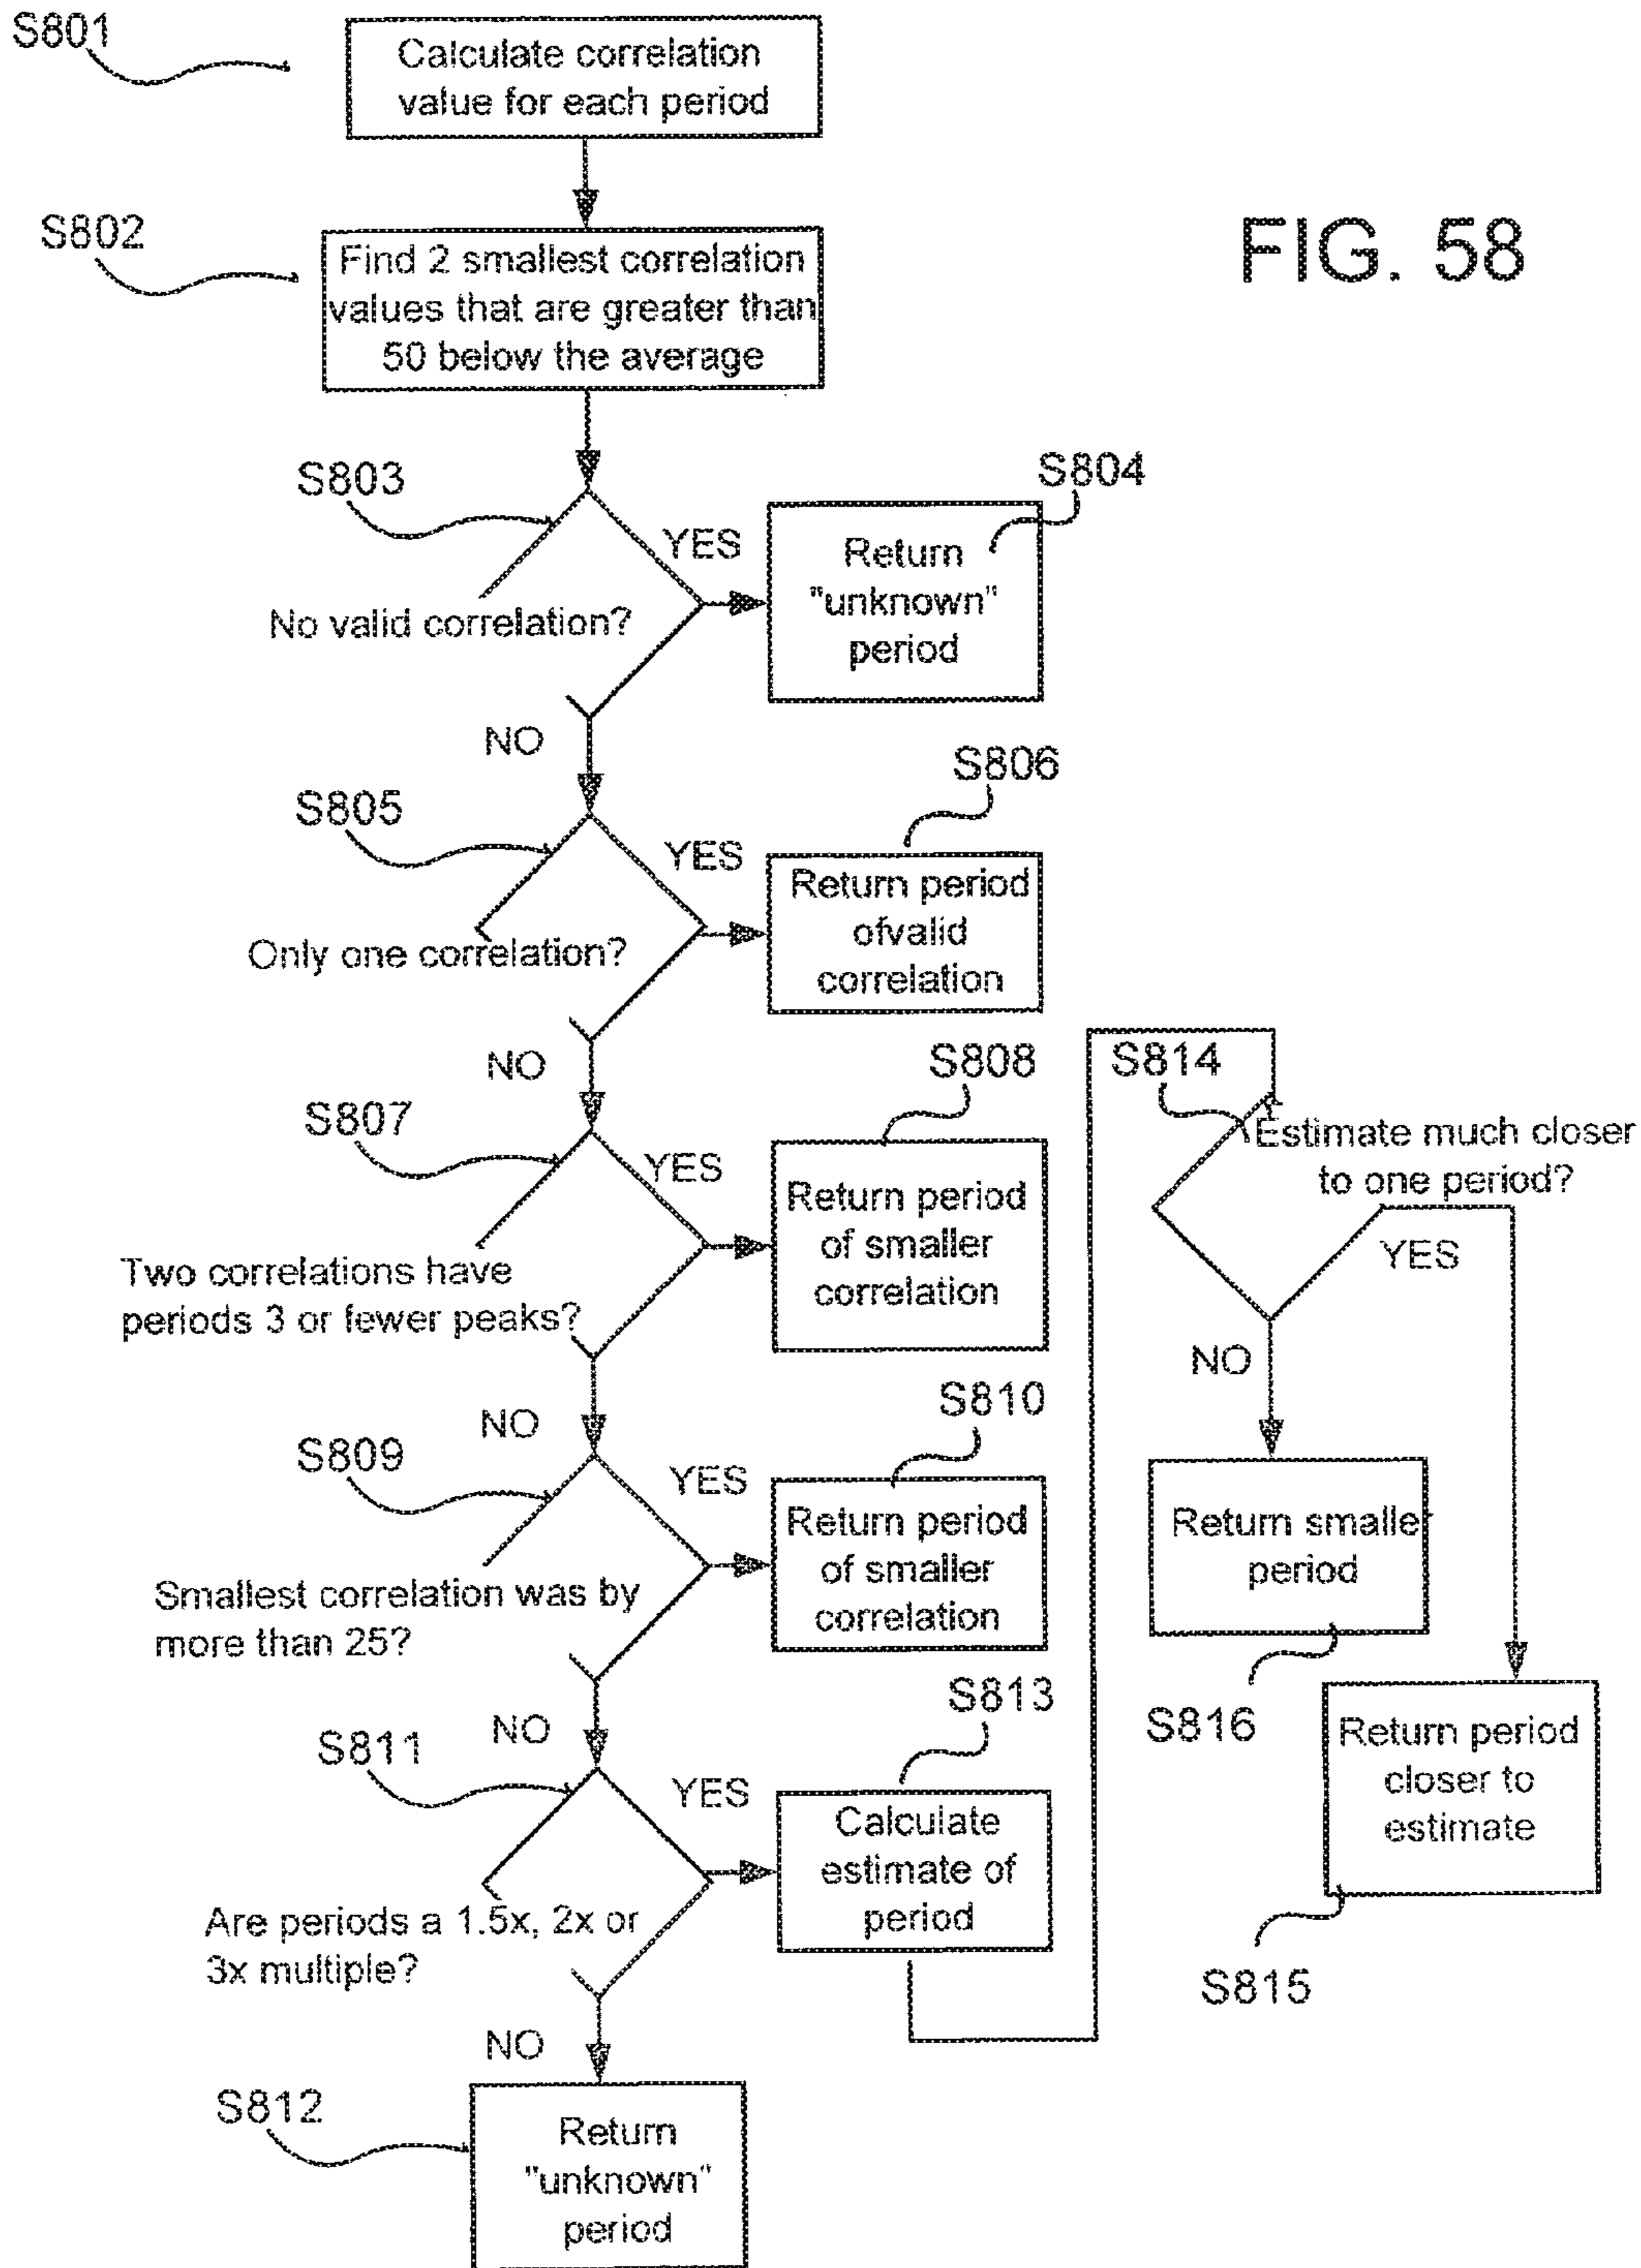 S801
Calculate correlation
value for each period
FIG. 58
S802
Find 2 smallest correlation
values that are greater than
50 below the average
S803
S804
YES
Return
"unknown"
period
No valid correlation?
NO
S805
S806
YES
Return period
ofvalid
correlation
Only one correlation?
NO
S807
S808
YES
Return period
of smaller
correlation
Two correlations have
periods 3 or fewer peaks?
NO
S809
S810
YES
Return period
of smaller
correlation
Smallest correlation was by
more than 25?
NO
S811
S813
YES
Calculate
estimate of
period
Are periods a 1.5x, 2x or
3x multiple?
NO
S812
Return
"unknown"
period
S814
Estimate much closer
to one period?
YES
NO
Return smaller
period
S816
Return period
closer to
estimate
S815